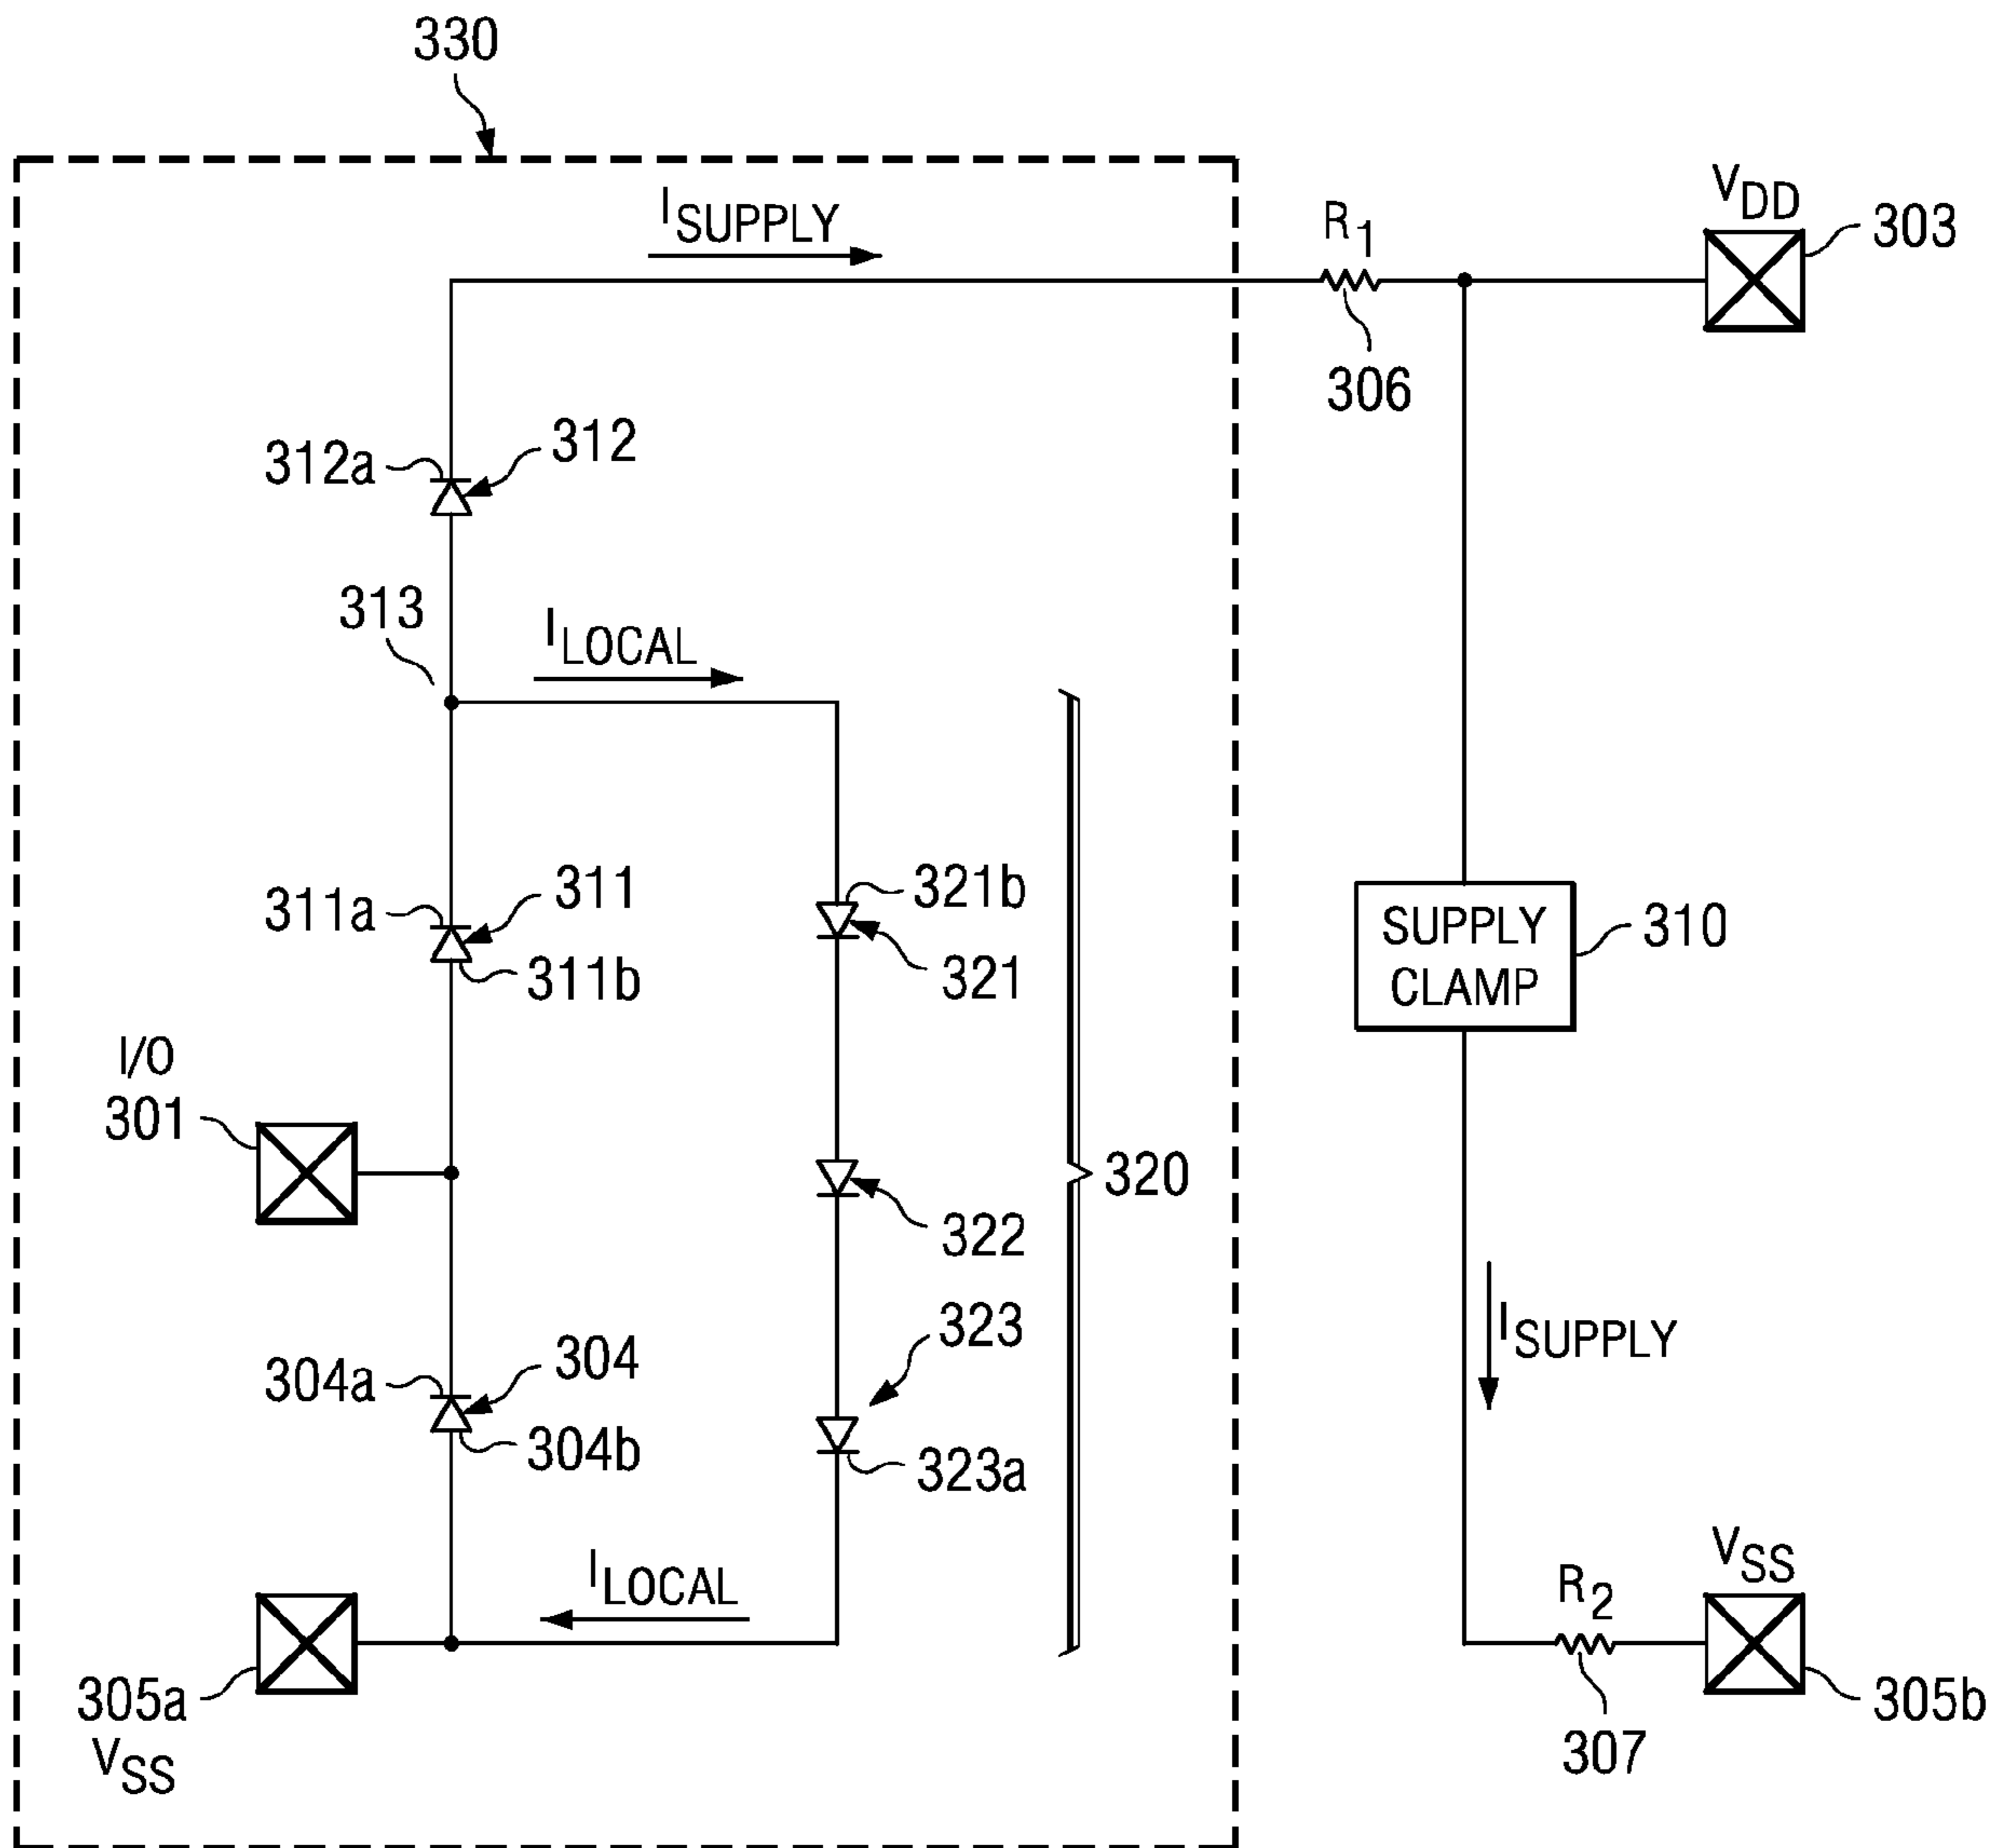 330
I_SUPPLY
R_1
V_DD
303
306
312a
312
313
I_LOCAL
311a
311
311b
321b
321
SUPPLY
CLAMP
310
I/O
301
322
320
323
304a
304
304b
323a
I_SUPPLY
I_LOCAL
R_2
V_SS
305a
V_SS
307
305b